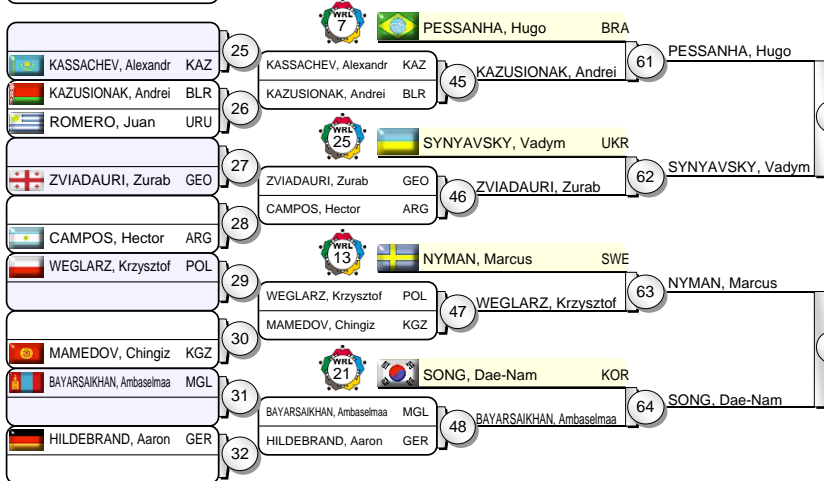 WRL
7
PESSANHA, Hugo BRA
25
61
PESSANHA, Hugo
KASSACHEV, Alexandr KAZ
KASSACHEV, Alexandr KAZ
45
KAZUSIONAK, Andrei
KAZUSIONAK, Andrei BLR
KAZUSIONAK, Andrei BLR
26
ROMERO, Juan URU
WRL
25
SYNYAVSKY, Vadym UKR
27
62
SYNYAVSKY, Vadym
ZVIADAURI, Zurab GEO
ZVIADAURI, Zurab GEO
46
ZVIADAURI, Zurab
CAMPOS, Hector ARG
28
CAMPOS, Hector ARG
WRL
13
NYMAN, Marcus SWE
WEGLARZ, Krzysztof POL
29
63
NYMAN, Marcus
WEGLARZ, Krzysztof POL
47
WEGLARZ, Krzysztof
MAMEDOV, Chingiz KGZ
30
MAMEDOV, Chingiz KGZ
WRL
21
SONG, Dae-Nam KOR
BAYARSAIKHAN, Ambaselmaa MGL
31
64
SONG, Dae-Nam
BAYARSAIKHAN, Ambaselmaa MGL
48
BAYARSAIKHAN, Ambaselmaa
HILDEBRAND, Aaron GER
HILDEBRAND, Aaron GER
32